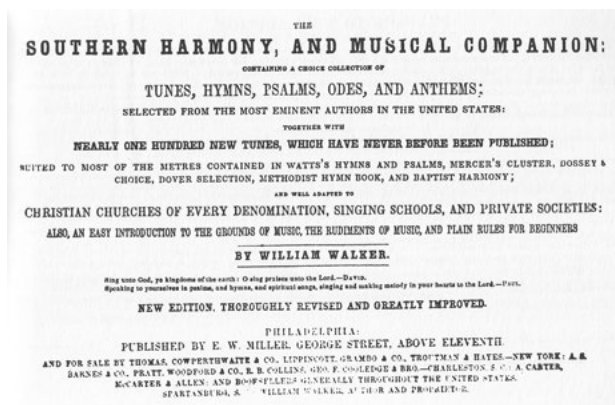 THE
SOUTHERN HARMONY, AND MUSICAL COMPANION:
CONTAINING A CHOICE COLLECTION OF
TUNES, HYMNS, PSALMS, ODES, AND ANTHEMS;
SELECTED FROM THE MOST EMINENT AUTHORS IN THE UNITED STATES:
TOGETHER WITH
NEARLY ONE HUNDRED NEW TUNES, WHICH HAVE NEVER BEFORE BEEN PUBLISHED;
SUITED TO MOST OF THE METRES CONTAINED IN WATTS'S HYMNS AND PSALMS, MERCER'S CLUSTER, DOSSEY'S
CHOICE, DOVER SELECTION, METHODIST HYMN BOOK, AND BAPTIST HARMONY;
AND WELL ADAPTED TO
CHRISTIAN CHURCHES OF EVERY DENOMINATION, SINGING SCHOOLS, AND PRIVATE SOCIETIES:
ALSO, AN EASY INTRODUCTION TO THE GROUNDS OF MUSIC, THE RUDIMENTS OF MUSIC, AND PLAIN RULES FOR BEGINNERS
BY WILLIAM WALKER.
Sing unto God, ye kingdoms of the earth: O sing praises unto the Lord.—DAVID.
Speaking to yourselves in psalms, and hymns, and spiritual songs, singing and making melody in your hearts to the Lord.—PAUL.
NEW EDITION, THOROUGHLY REVISED AND GREATLY IMPROVED.
PHILADELPHIA:
PUBLISHED BY E. W. MILLER, GEORGE STREET, ABOVE ELEVENTH.
AND FOR SALE BY THOMAS, COWPERTHWAITE & CO., LIPPINCOTT, GRAMBO & CO., TROUTMAN & HAYES.—NEW YORK: A. S.
BARNES & CO., PRATT, WOODFORD & CO., R. B. COLLINS, GEO. F. COOLEDGE & BRO.—CHARLESTON, S. C.: A. CARTER,
McCARTER & ALLEN; AND BOOKSELLERS GENERALLY THROUGHOUT THE UNITED STATES.
SPARTANBURG, S. WILLIAM WALKER, AUTHOR AND PROPRIETOR.